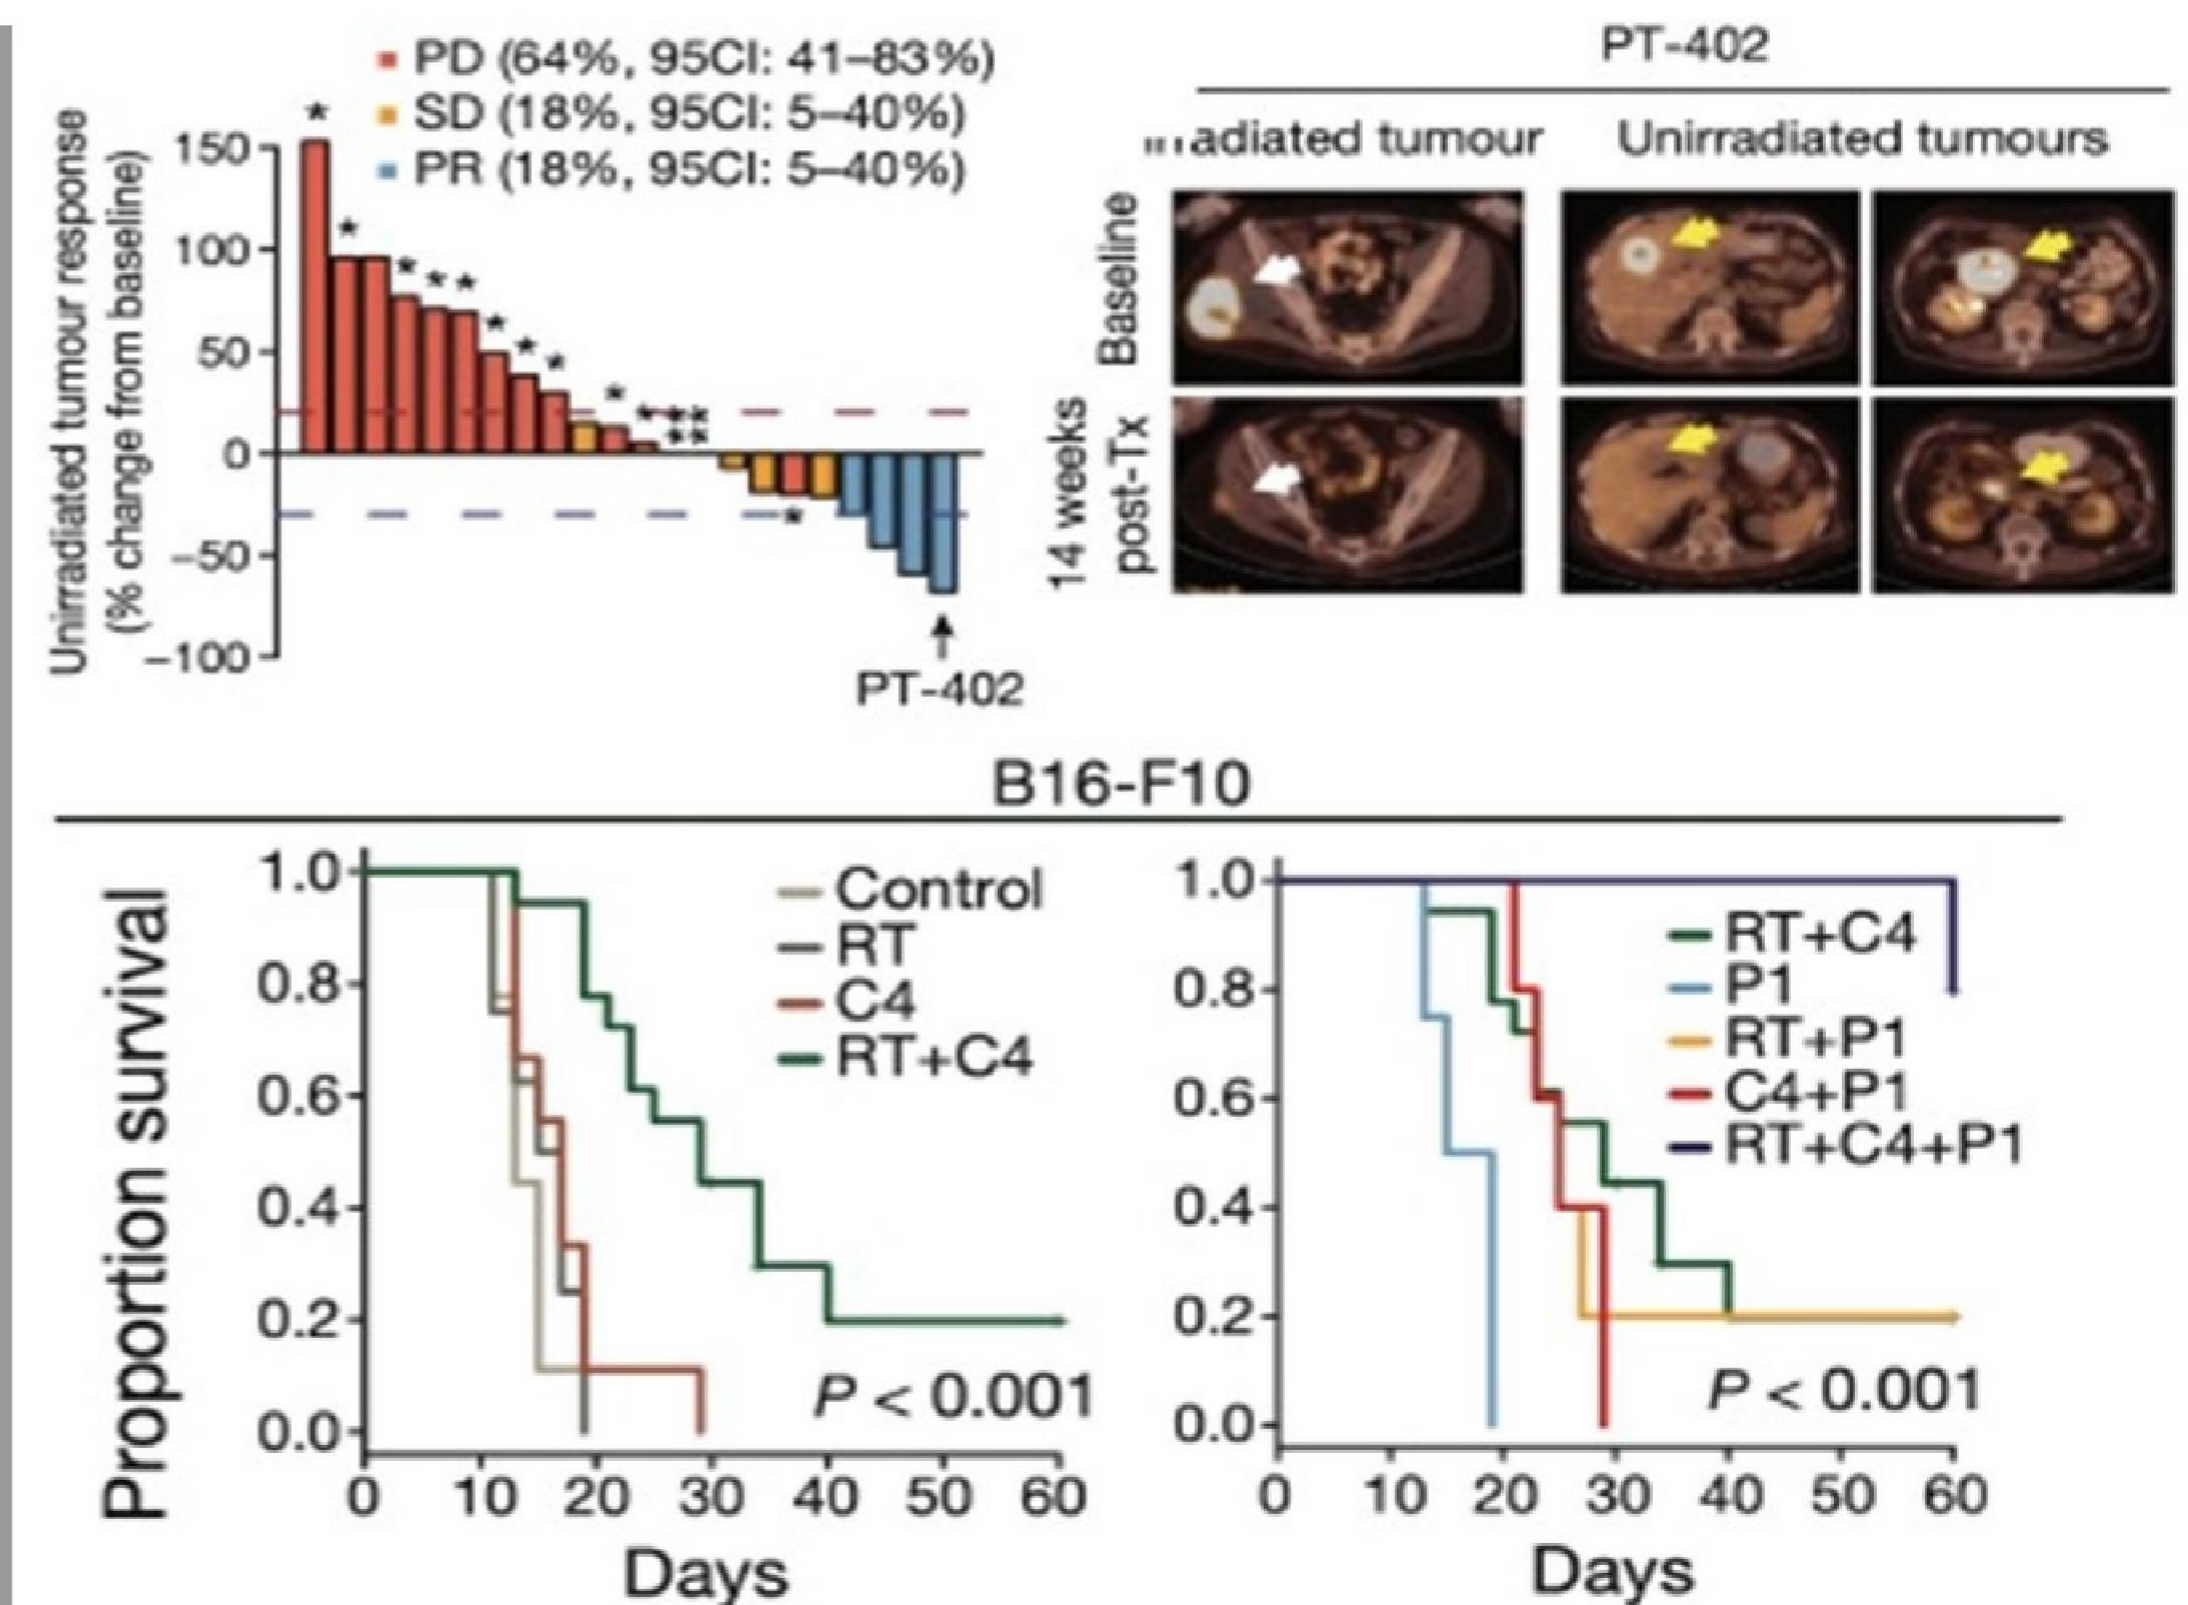 PD (64%, 95CI: 41–83%)
SD (18%, 95CI: 5–40%)
PR (18%, 95CI: 5–40%)
Unirradiated tumour response
(% change from baseline)
150
100
50
0
–50
–100
*
*
*
*
*
*
*
*
*
*
**
**
*
PT-402
PT-402
adiated tumour
Unirradiated tumours
Baseline
14 weeks
post-Tx
B16-F10
Proportion survival
1.0
0.8
0.6
0.4
0.2
0.0
Control
RT
C4
RT+C4
P < 0.001
0 10 20 30 40 50 60
Days
1.0
0.8
0.6
0.4
0.2
0.0
RT+C4
P1
RT+P1
C4+P1
RT+C4+P1
P < 0.001
0 10 20 30 40 50 60
Days